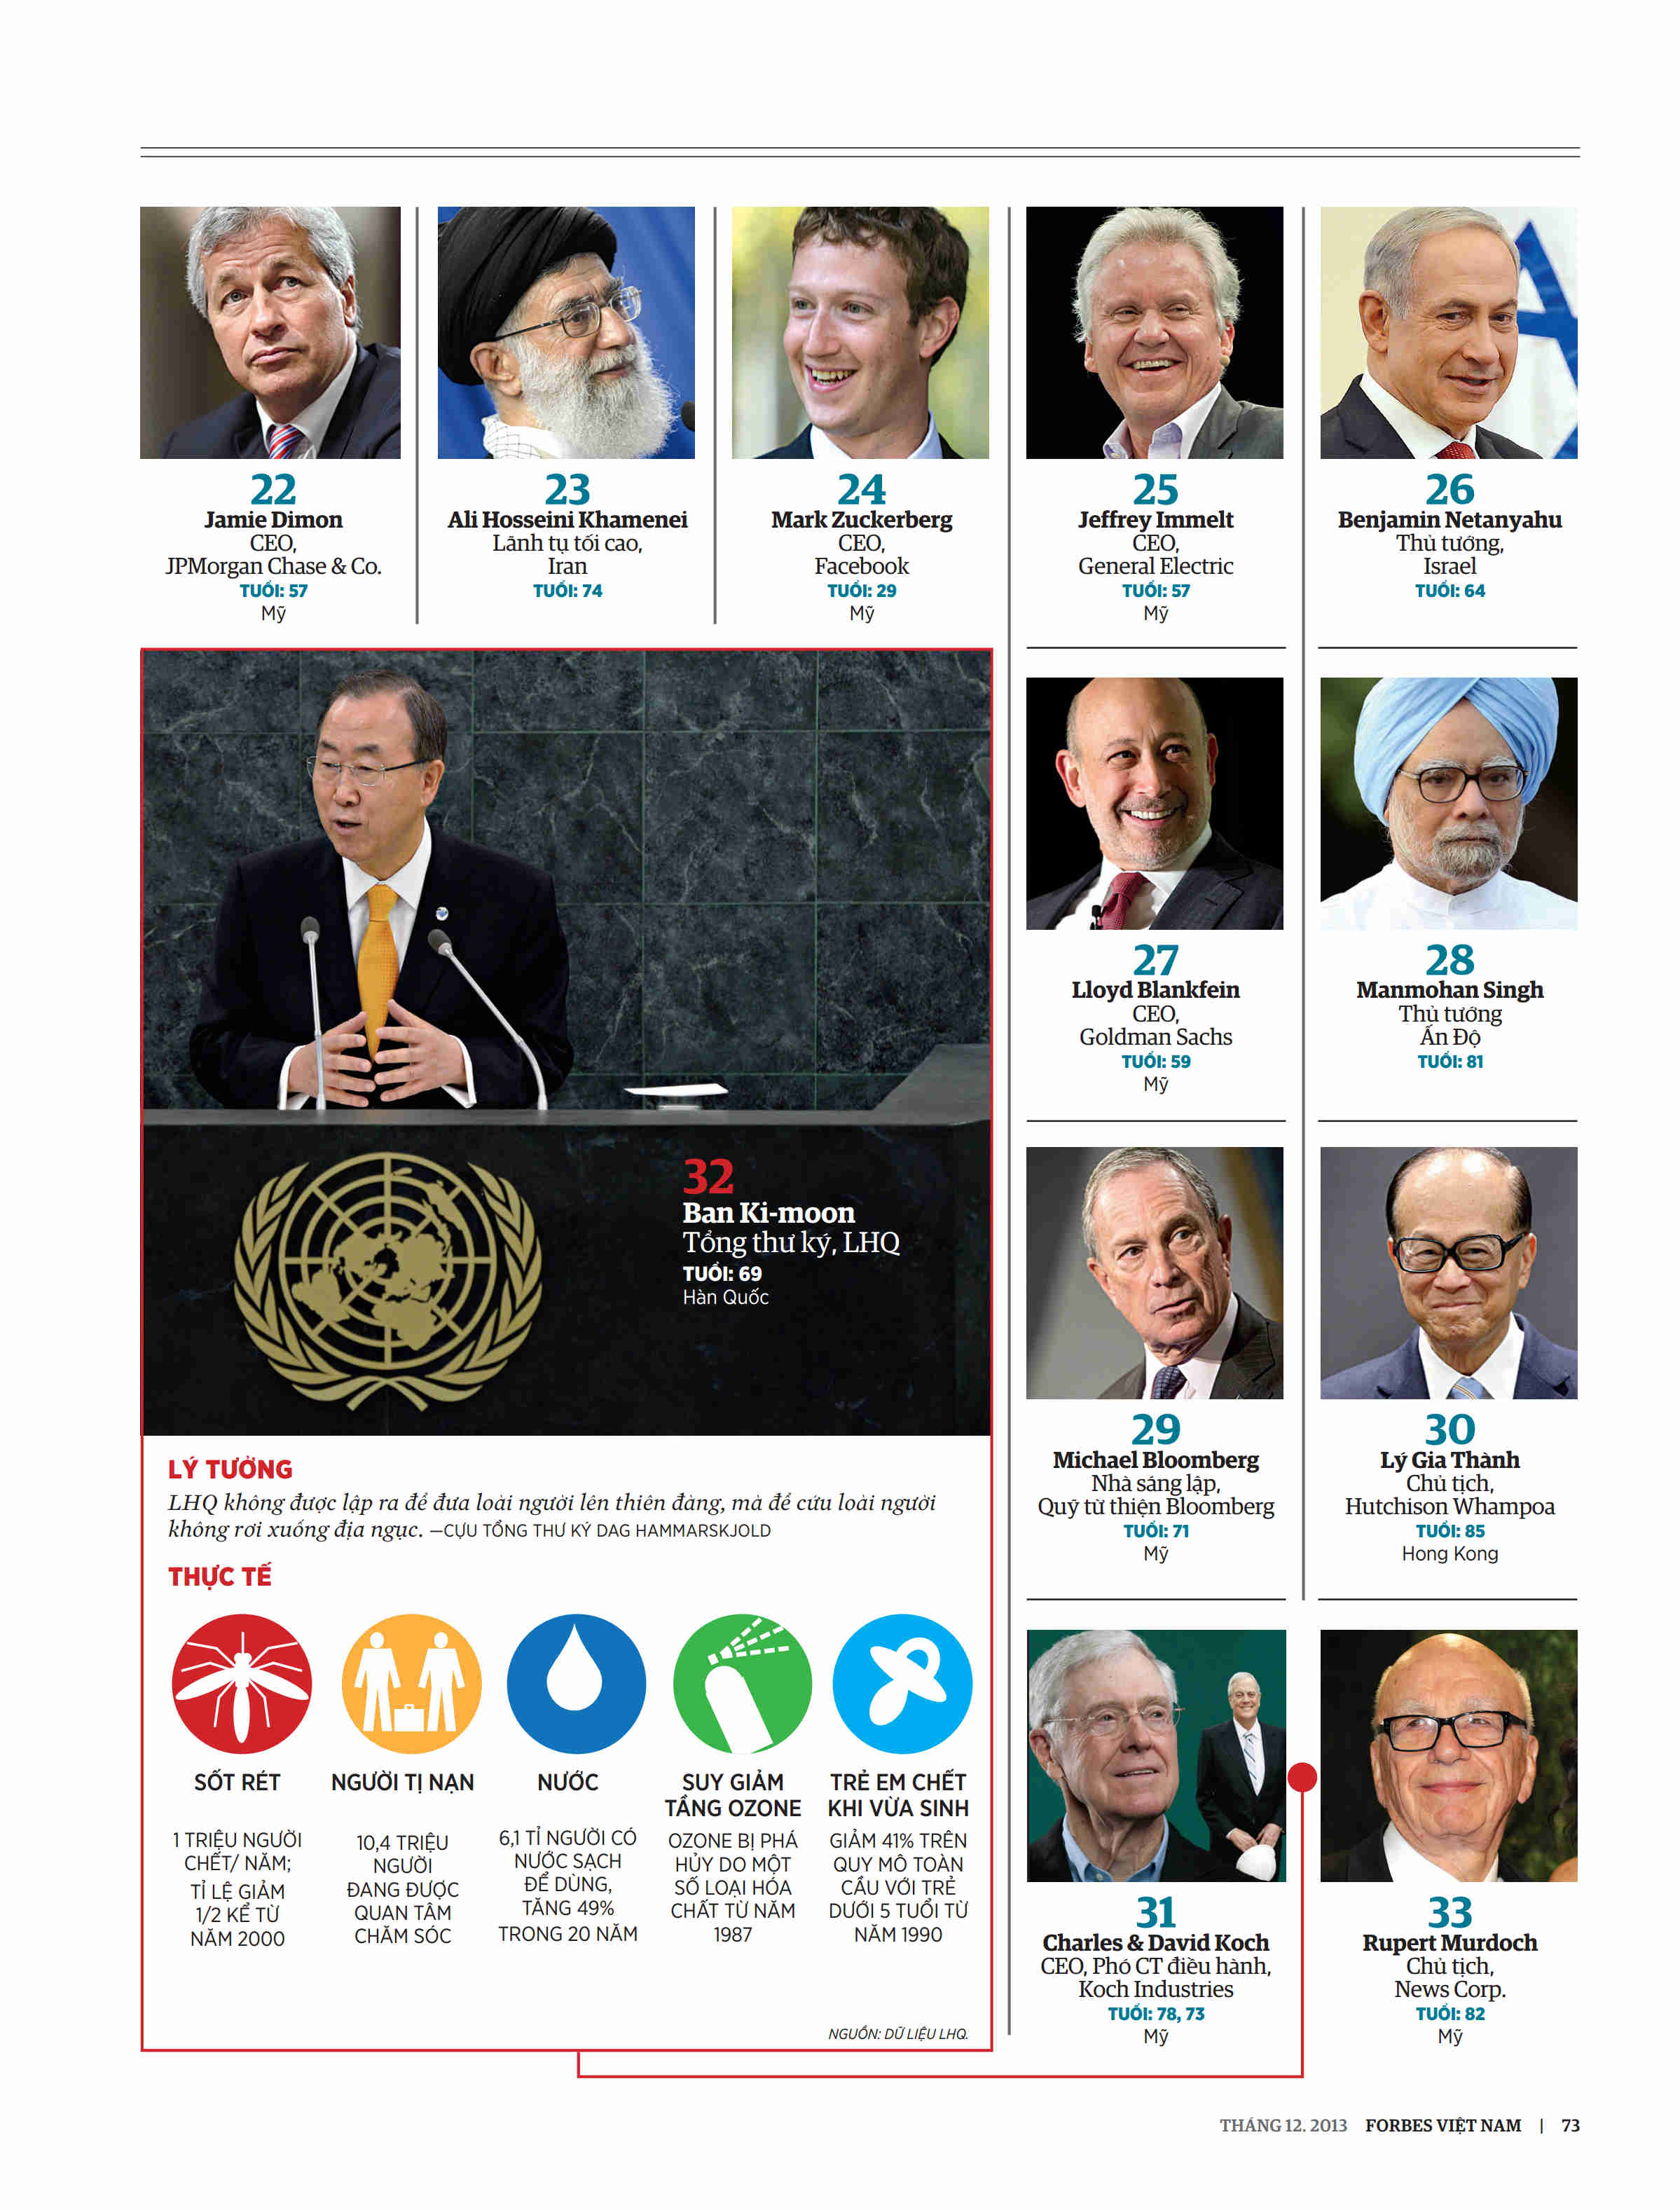 22
Jamie Dimon
CEO,
JPMorgan Chase & Co.
TUỔI: 57
Mỹ
23
Ali Hosseini Khamenei
Lãnh tụ tối cao,
Iran
TUỔI: 74
24
Mark Zuckerberg
CEO,
Facebook
TUỔI: 29
Mỹ
25
Jeffrey Immelt
CEO,
General Electric
TUỔI: 57
Mỹ
26
Benjamin Netanyahu
Thủ tướng,
Israel
TUỔI: 64
27
Lloyd Blankfein
CEO,
Goldman Sachs
TUỔI: 59
Mỹ
28
Manmohan Singh
Thủ tướng
Ấn Độ
TUỔI: 81
29
Michael Bloomberg
Nhà sáng lập,
Quỹ từ thiện Bloomberg
TUỔI: 71
Mỹ
30
Lý Gia Thành
Chủ tịch,
Hutchison Whampoa
TUỔI: 85
Hong Kong
31
Charles & David Koch
CEO, Phó CT điều hành,
Koch Industries
TUỔI: 78, 73
Mỹ
32
Ban Ki-moon
Tổng thư ký, LHQ
TUỔI: 69
Hàn Quốc
LÝ TƯỞNG
LHQ không được lập ra để đưa loài người lên thiên đàng, mà để cứu loài người
không rơi xuống địa ngục. —CỰU TỔNG THƯ KÝ DAG HAMMARSKJOLD
THỰC TẾ
SỐT RÉT
1 TRIỆU NGƯỜI
CHẾT/ NĂM;
TỈ LỆ GIẢM
1/2 KỂ TỪ
NĂM 2000
NGƯỜI TỊ NẠN
10,4 TRIỆU
NGƯỜI
ĐANG ĐƯỢC
QUAN TÂM
CHĂM SÓC
NƯỚC
6,1 TỈ NGƯỜI CÓ
NƯỚC SẠCH
ĐỂ DÙNG,
TĂNG 49%
TRONG 20 NĂM
SUY GIẢM
TẦNG OZONE
OZONE BỊ PHÁ
HỦY DO MỘT
SỐ LOẠI HÓA
CHẤT TỪ NĂM
1987
TRẺ EM CHẾT
KHI VỪA SINH
GIẢM 41% TRÊN
QUY MÔ TOÀN
CẦU VỚI TRẺ
DƯỚI 5 TUỔI TỪ
NĂM 1990
NGUỒN: DỮ LIỆU LHQ.
33
Rupert Murdoch
Chủ tịch,
News Corp.
TUỔI: 82
Mỹ
THÁNG 12. 2013 FORBES VIỆT NAM | 73